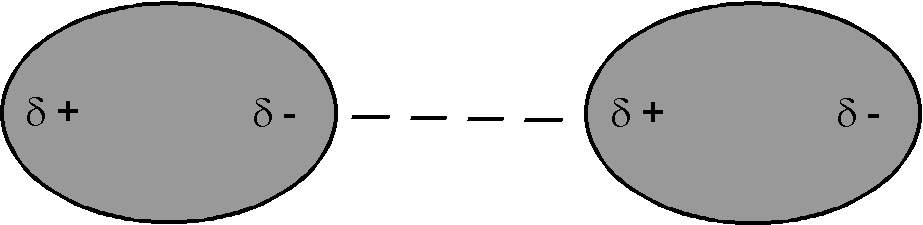 δ + δ - δ + δ -